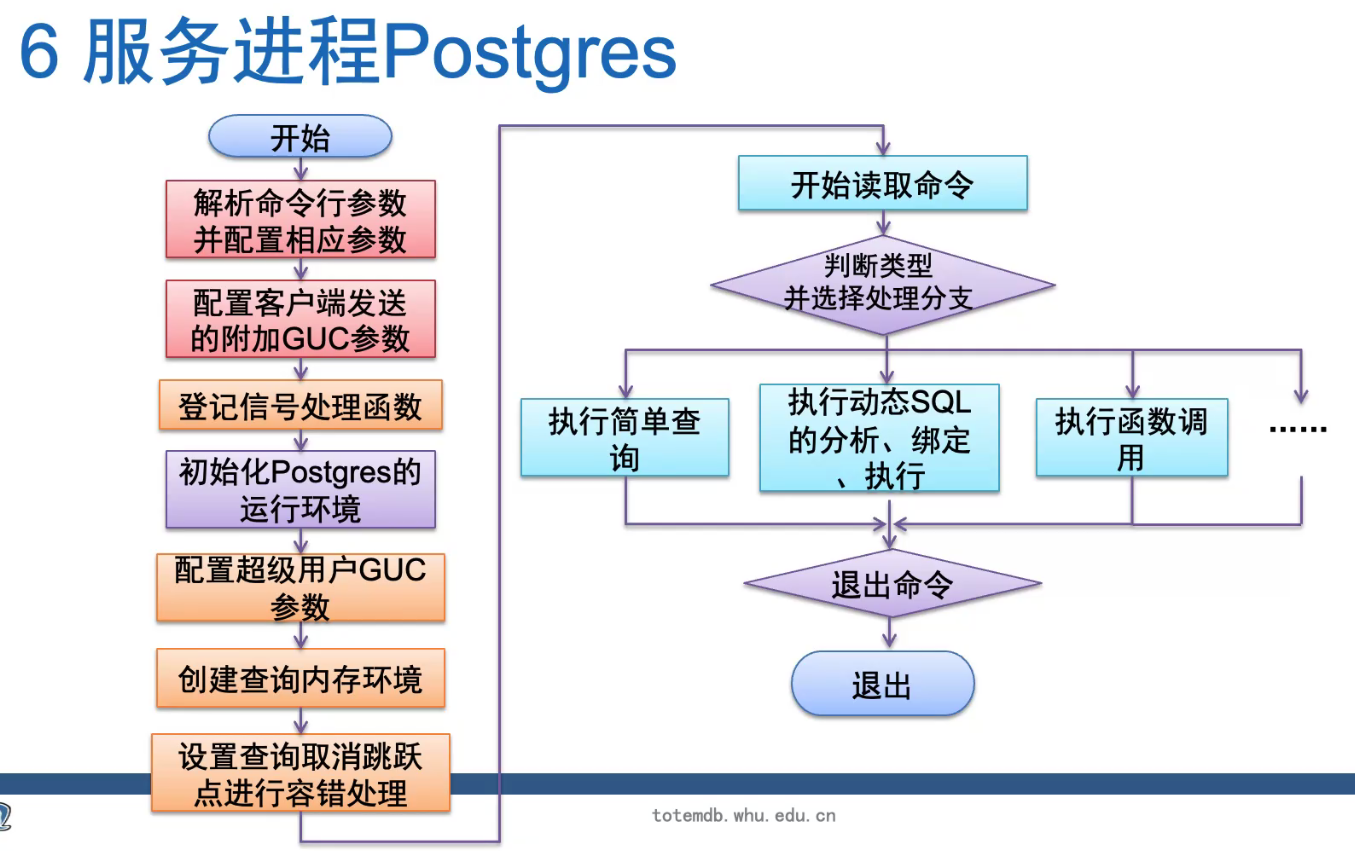 6 服务进程Postgres
开始
解析命令行参数
并配置相应参数
配置客户端发送
的附加GUC参数
登记信号处理函数
初始化Postgres的
运行环境
配置超级用户GUC
参数
创建查询内存环境
设置查询取消跳跃
点进行容错处理
开始读取命令
判断类型
并选择处理分支
执行简单查
询
执行动态SQL
的分析、绑定
、执行
执行函数调
用
......
退出命令
退出
totemdb.whu.edu.cn